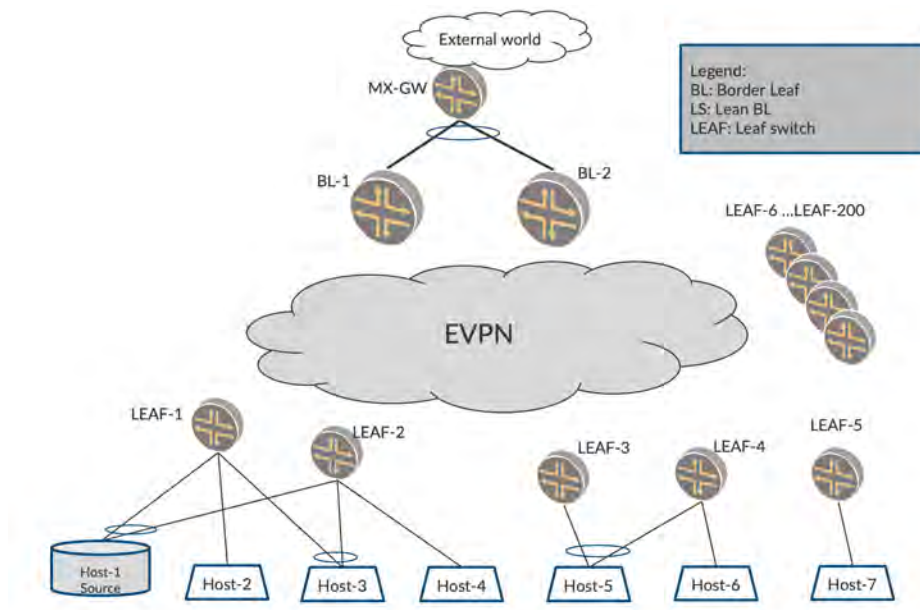 External world
MX-GW
Legend:
BL: Border Leaf
LS: Lean BL
LEAF: Leaf switch
BL-1
BL-2
LEAF-6 ...LEAF-200
EVPN
LEAF-1
LEAF-2
LEAF-3
LEAF-4
LEAF-5
Host-1
Source
Host-2
Host-3
Host-4
Host-5
Host-6
Host-7